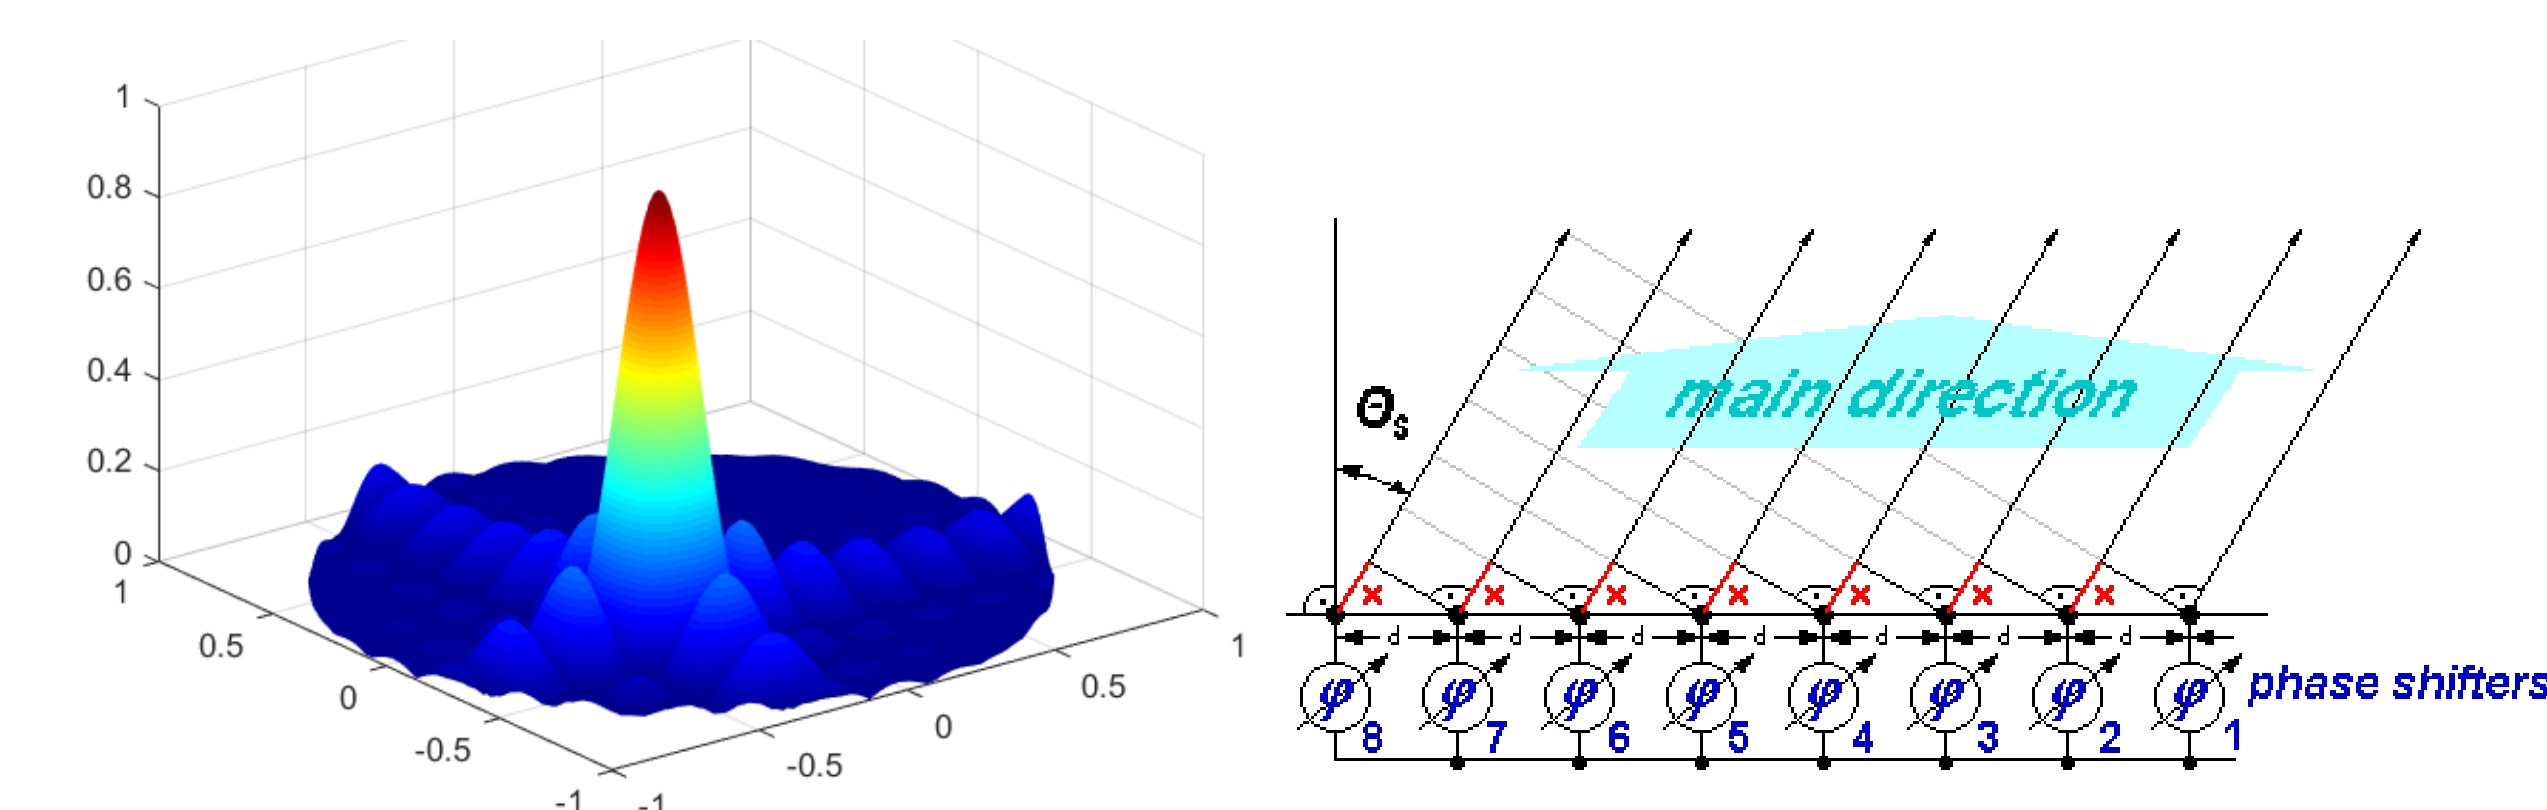 1
0.8
0.6
0.4
0.2
0
1
0.5
0
-0.5
-1
-1
-0.5
0
0.5
1
Θs
main direction
x x x x x x x
d d d d d d d
φ φ φ φ φ φ φ φ
phase shifters
8 7 6 5 4 3 2 1